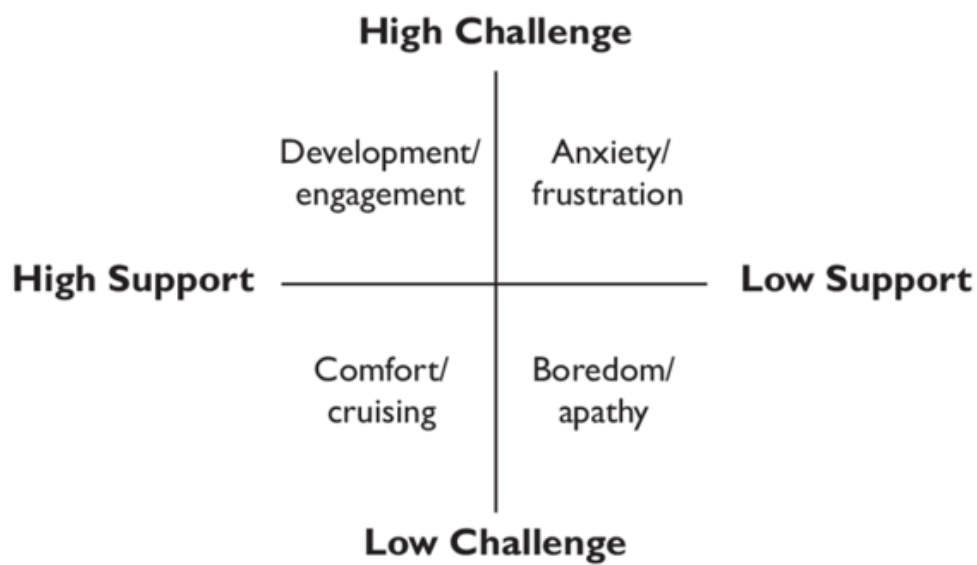 High Challenge
Development/
engagement
Anxiety/
frustration
High Support
Low Support
Comfort/
cruising
Boredom/
apathy
Low Challenge